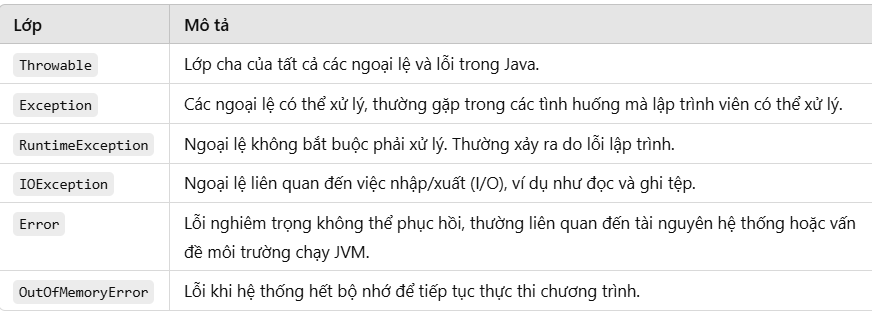 Lớp Mô tả
Throwable Lớp cha của tất cả các ngoại lệ và lỗi trong Java.
Exception Các ngoại lệ có thể xử lý, thường gặp trong các tình huống mà lập trình viên có thể xử lý.
RuntimeException Ngoại lệ không bắt buộc phải xử lý. Thường xảy ra do lỗi lập trình.
IOException Ngoại lệ liên quan đến việc nhập/xuất (I/O), ví dụ như đọc và ghi tệp.
Error Lỗi nghiêm trọng không thể phục hồi, thường liên quan đến tài nguyên hệ thống hoặc vấn
đề môi trường chạy JVM.
OutOfMemoryError Lỗi khi hệ thống hết bộ nhớ để tiếp tục thực thi chương trình.